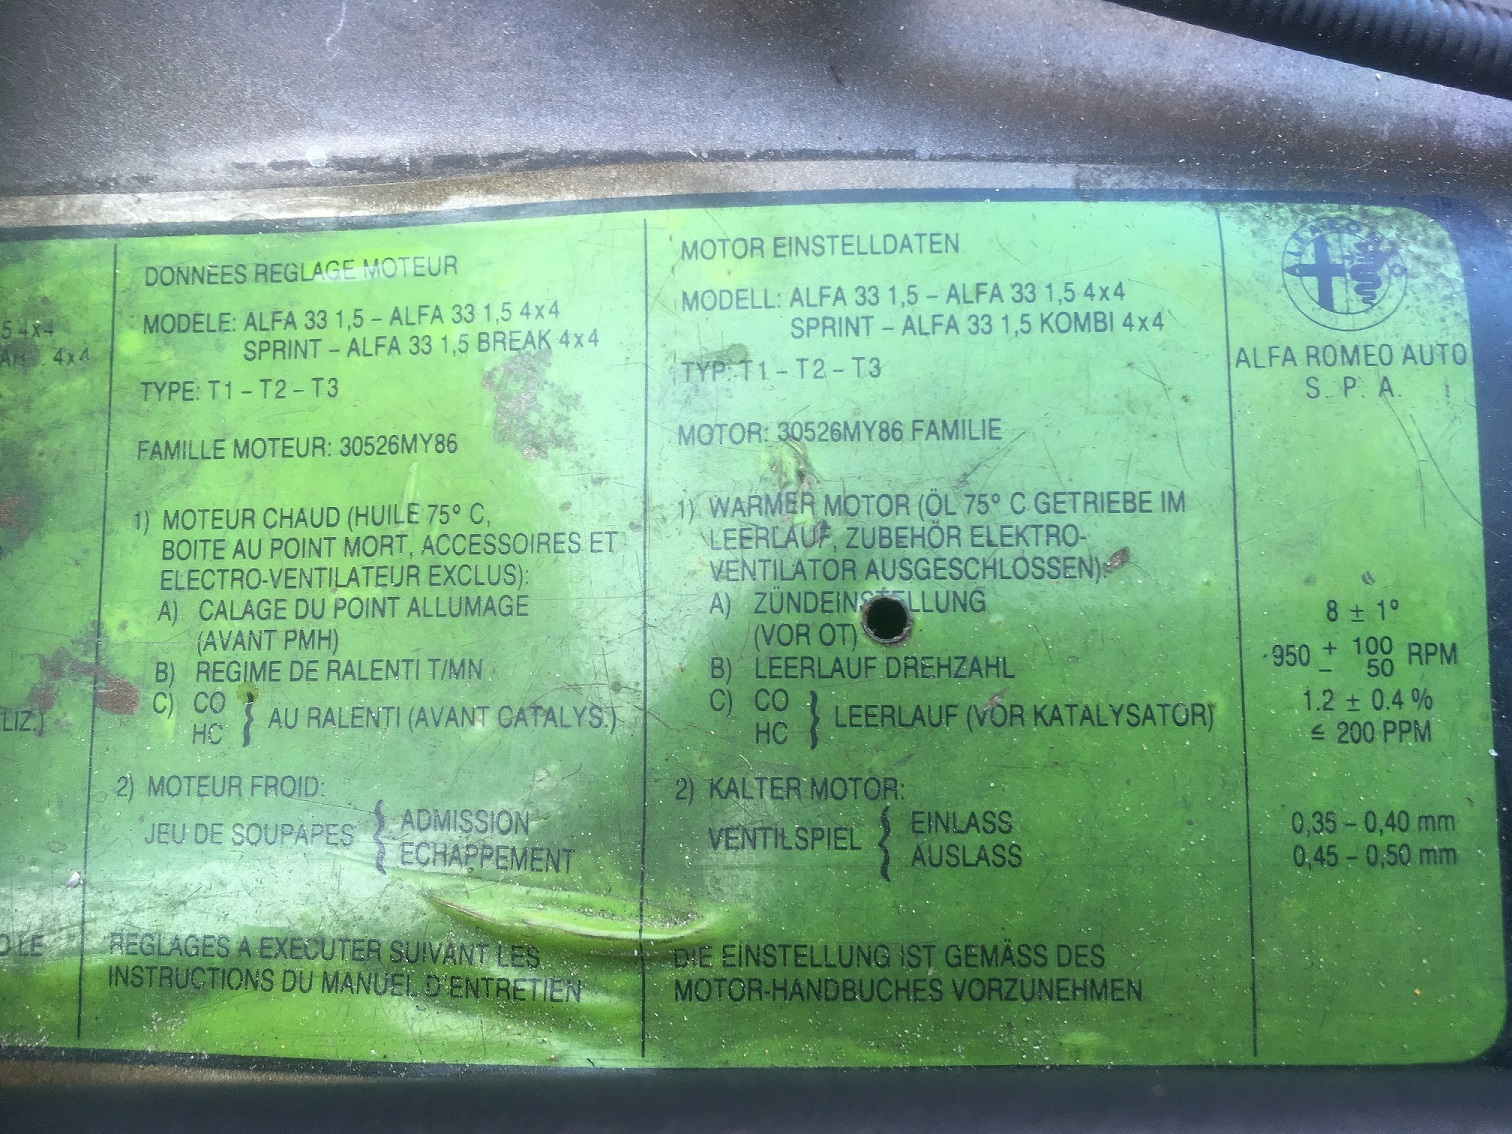 5 4x4
4x4
LIZ.)
O LE
DONNEES REGLAGE MOTEUR
MODELE: ALFA 33 1,5 – ALFA 33 1,5 4x4
SPRINT – ALFA 33 1,5 BREAK 4x4
TYPE: T1 – T2 – T3
FAMILLE MOTEUR: 30526MY86
1) MOTEUR CHAUD (HUILE 75° C,
BOITE AU POINT MORT, ACCESSOIRES ET
ELECTRO-VENTILATEUR EXCLUS):
A) CALAGE DU POINT ALLUMAGE
(AVANT PMH)
B) REGIME DE RALENTI T/MN
C) CO
HC } AU RALENTI (AVANT CATALYS.)
2) MOTEUR FROID:
JEU DE SOUPAPES { ADMISSION
ECHAPPEMENT
REGLAGES A EXECUTER SUIVANT LES
INSTRUCTIONS DU MANUEL D'ENTRETIEN
MOTOR EINSTELLDATEN
MODELL: ALFA 33 1,5 – ALFA 33 1,5 4x4
SPRINT – ALFA 33 1,5 KOMBI 4x4
TYP: T1 – T2 – T3
MOTOR: 30526MY86 FAMILIE
1) WARMER MOTOR (ÖL 75° C GETRIEBE IM
LEERLAUF, ZUBEHÖR ELEKTRO-
VENTILATOR AUSGESCHLOSSEN):
A) ZÜNDEINSTELLUNG
(VOR OT)
B) LEERLAUF DREHZAHL
C) CO
HC } LEERLAUF (VOR KATALYSATOR)
2) KALTER MOTOR:
VENTILSPIEL { EINLASS
AUSLASS
DIE EINSTELLUNG IST GEMÄSS DES
MOTOR-HANDBUCHES VORZUNEHMEN
ALFA ROMEO AUTO
S. P. A.
8 ± 1°
950 + 100
– 50 RPM
1.2 ± 0.4 %
≤ 200 PPM
0,35 – 0,40 mm
0,45 – 0,50 mm